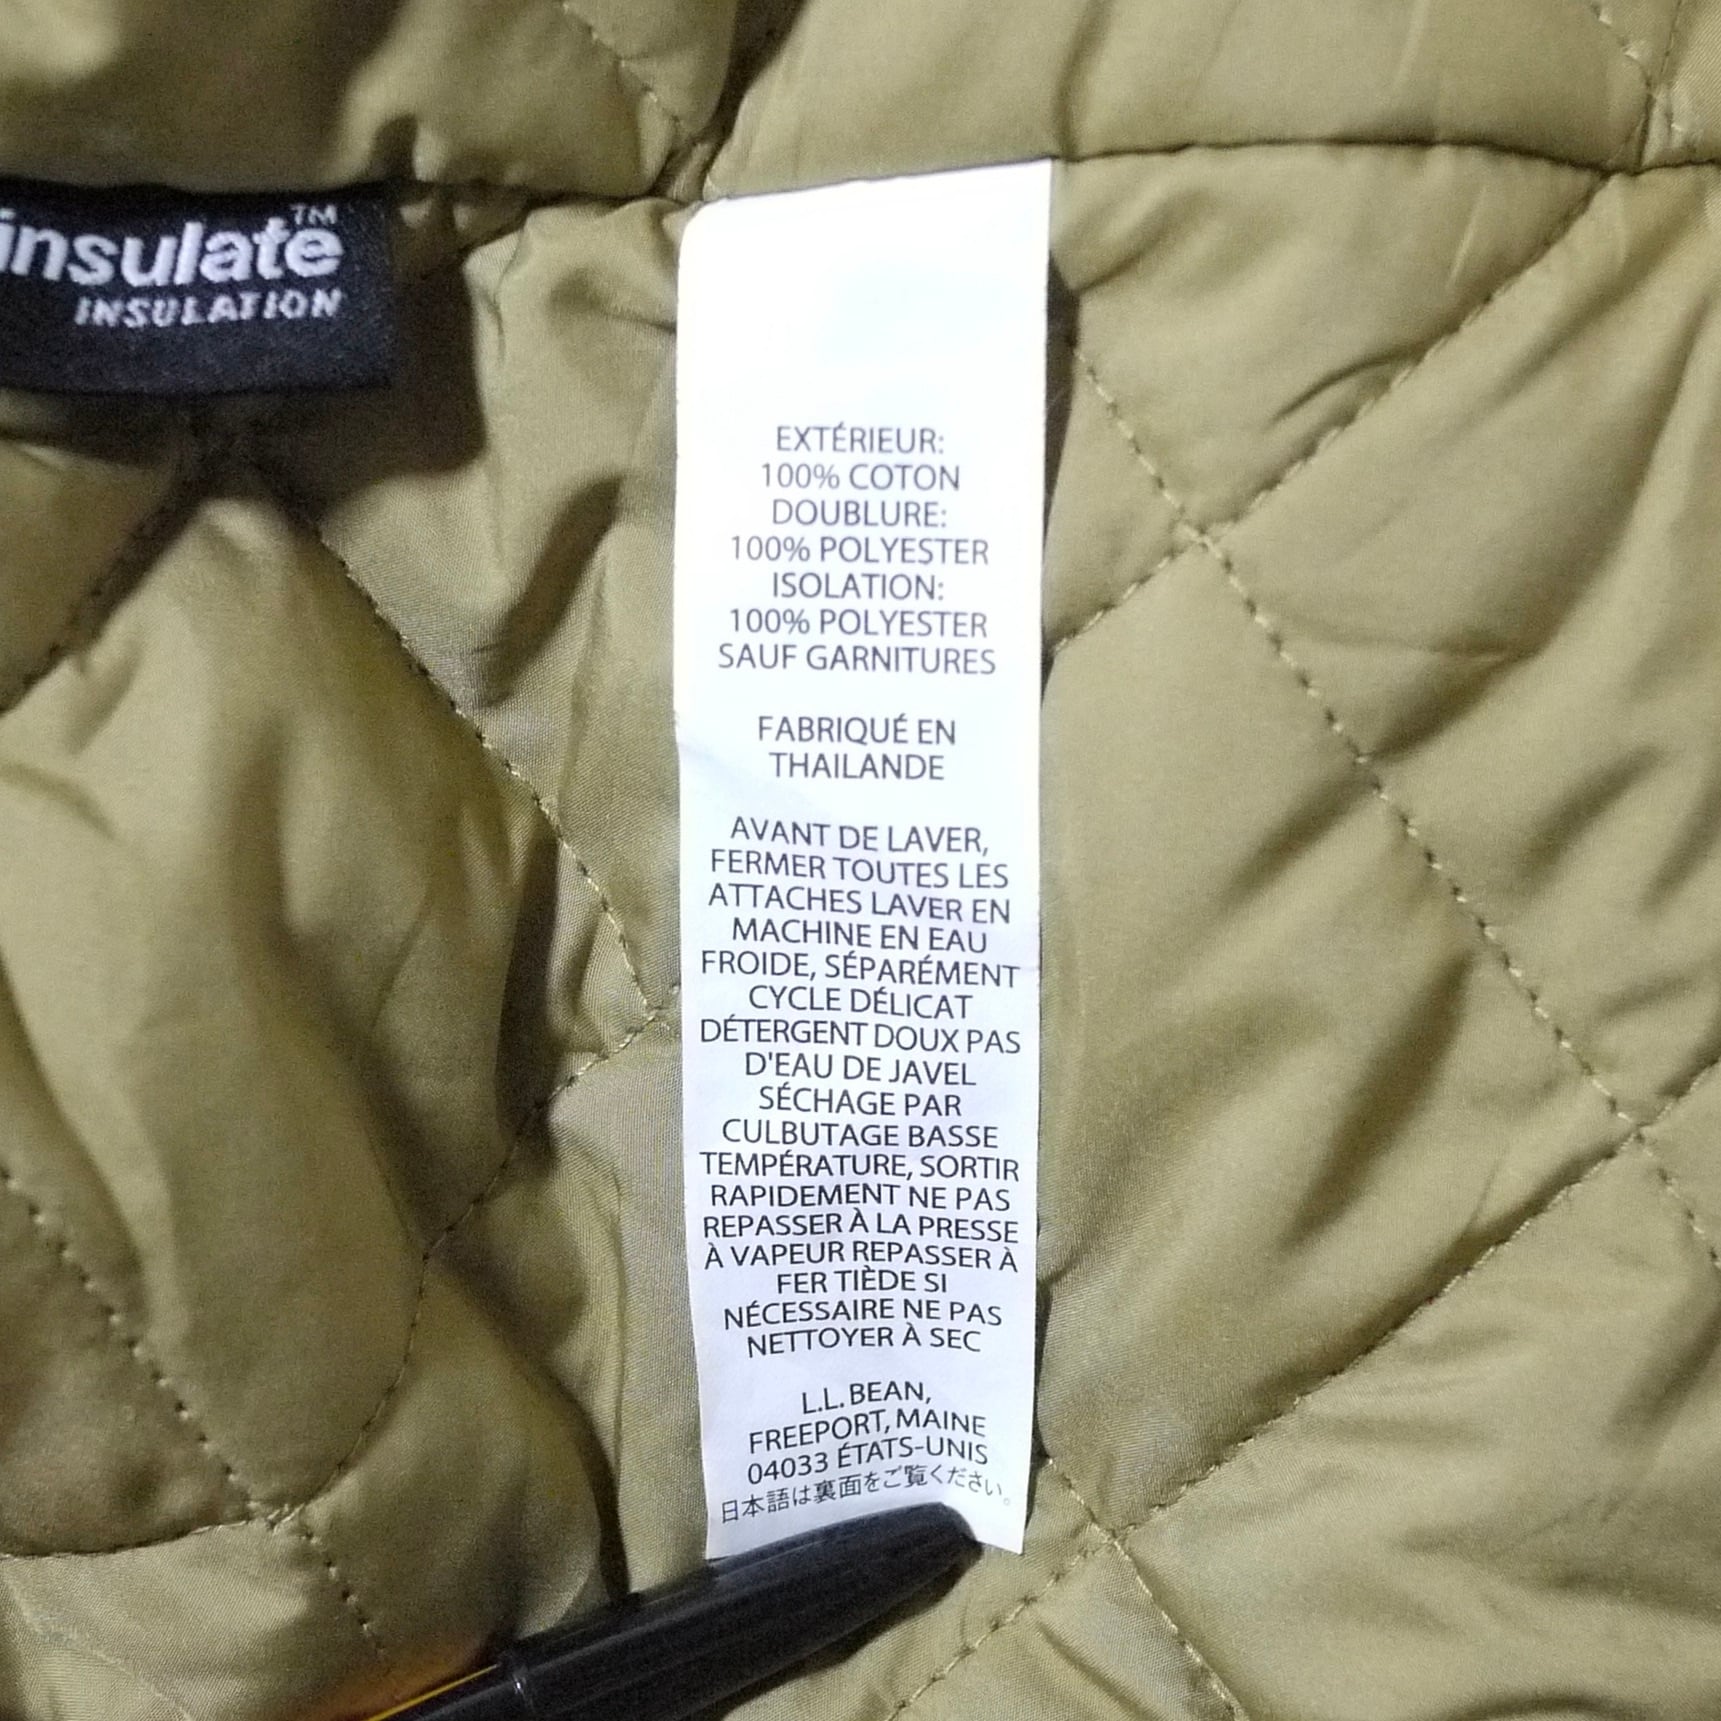 insulate™
INSULATION
EXTÉRIEUR:
100% COTON
DOUBLURE:
100% POLYESTER
ISOLATION:
100% POLYESTER
SAUF GARNITURES
FABRIQUÉ EN
THAILANDE
AVANT DE LAVER,
FERMER TOUTES LES
ATTACHES LAVER EN
MACHINE EN EAU
FROIDE, SÉPARÉMENT
CYCLE DÉLICAT
DÉTERGENT DOUX PAS
D'EAU DE JAVEL
SÉCHAGE PAR
CULBUTAGE BASSE
TEMPÉRATURE, SORTIR
RAPIDEMENT NE PAS
REPASSER À LA PRESSE
À VAPEUR REPASSER À
FER TIÈDE SI
NÉCESSAIRE NE PAS
NETTOYER À SEC
L.L. BEAN,
FREEPORT, MAINE
04033 ÉTATS-UNIS
日本語は裏面をご覧ください。